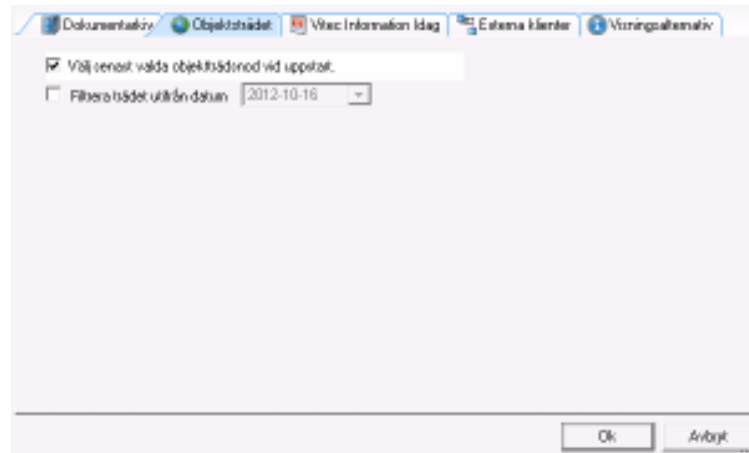 Dokumentarkiv Objektsträdet Vitec Information Idag Externa klienter Visningsalternativ
Välj senast valda objektträdsnod vid uppstart.
Filtrera trädet utifrån datum 2012-10-16
Ok Avbryt